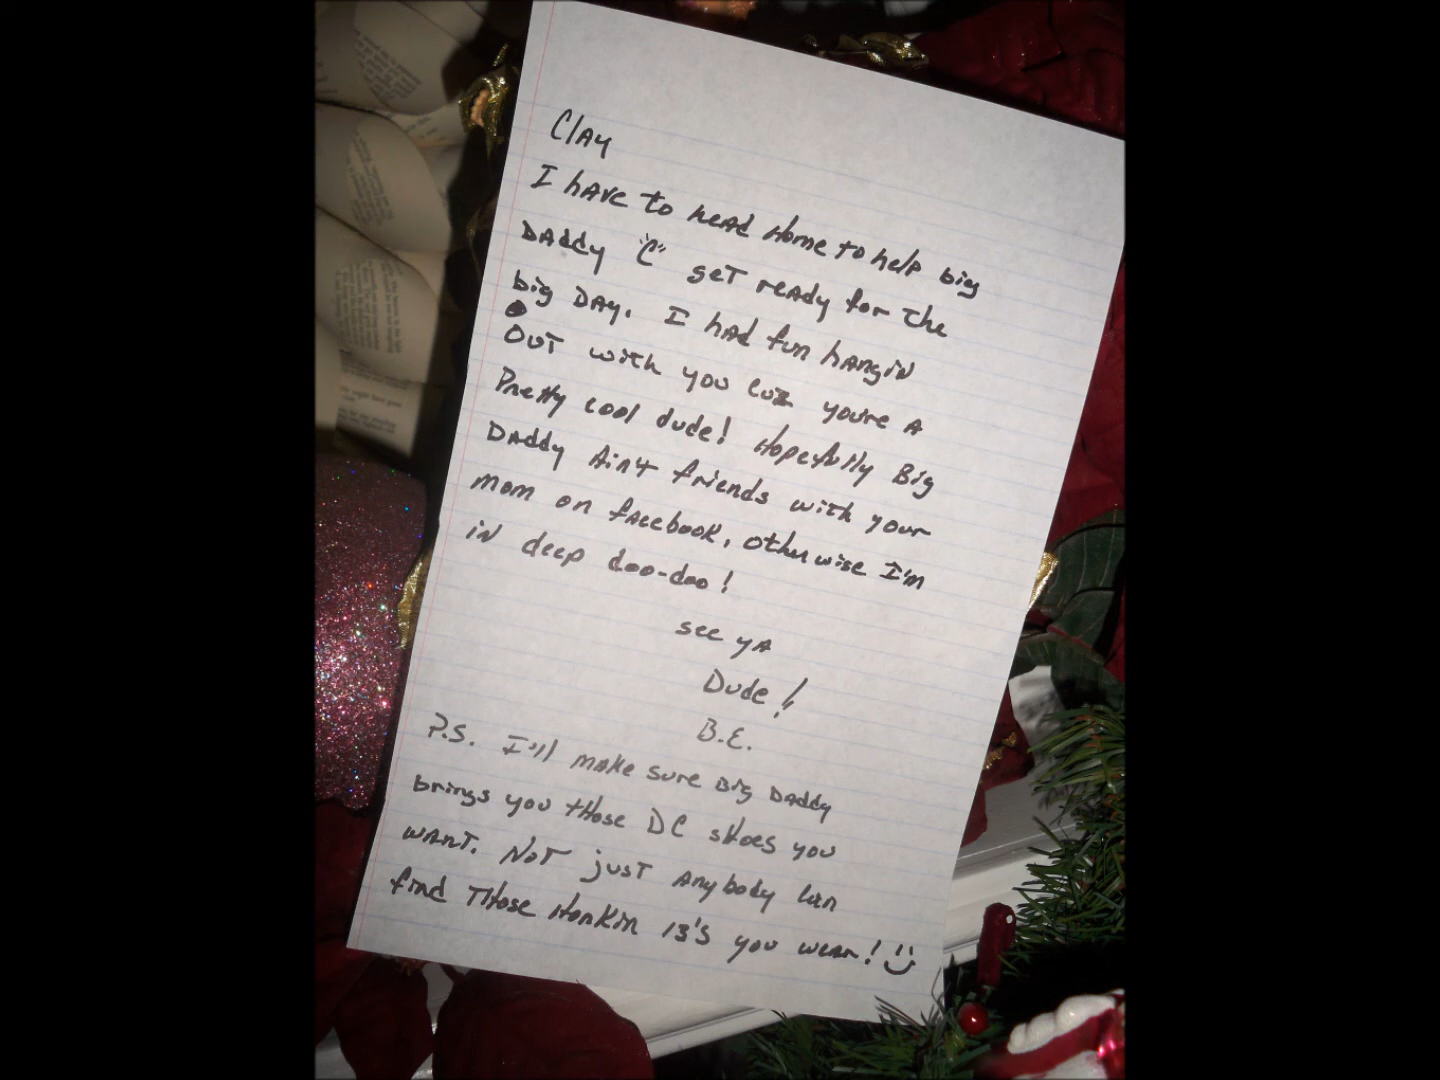 Clay
I have to head Home to help big
Daddy "C" get ready for the
big Day. I had fun hangin
Out with you cuz youre A
Pretty cool dude! Hopefully Big
Daddy Ain't friends with your
mom on facebook, otherwise I'm
in deep doo-doo!
see ya
Dude!
B.E.
P.S. I'll make sure Big Daddy
brings you those DC shoes you
want. Not just anybody can
find Those Honkin 13's you wear! :)